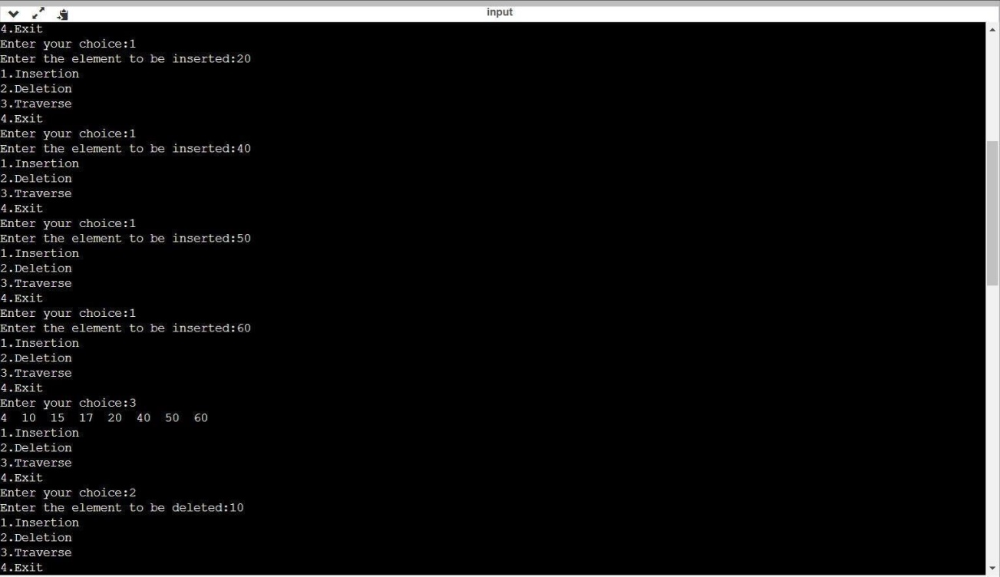 input
4.Exit
Enter your choice:1
Enter the element to be inserted:20
1.Insertion
2.Deletion
3.Traverse
4.Exit
Enter your choice:1
Enter the element to be inserted:40
1.Insertion
2.Deletion
3.Traverse
4.Exit
Enter your choice:1
Enter the element to be inserted:50
1.Insertion
2.Deletion
3.Traverse
4.Exit
Enter your choice:1
Enter the element to be inserted:60
1.Insertion
2.Deletion
3.Traverse
4.Exit
Enter your choice:3
4  10  15  17  20  40  50  60
1.Insertion
2.Deletion
3.Traverse
4.Exit
Enter your choice:2
Enter the element to be deleted:10
1.Insertion
2.Deletion
3.Traverse
4.Exit